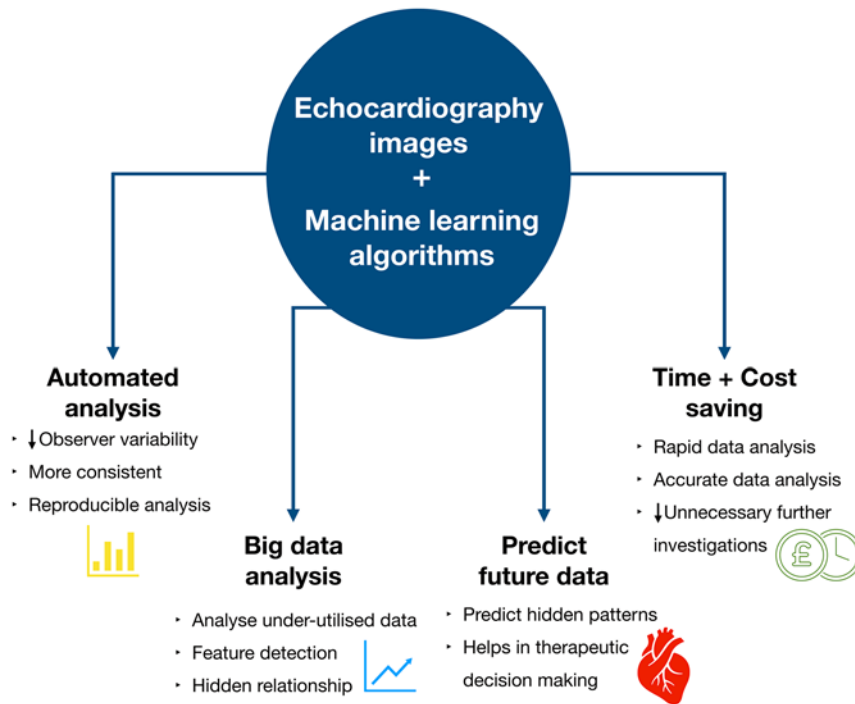 Echocardiography
images
+
Machine learning
algorithms
Automated
analysis
‣ ↓Observer variability
‣ More consistent
‣ Reproducible analysis
Big data
analysis
‣ Analyse under-utilised data
‣ Feature detection
‣ Hidden relationship
Predict
future data
‣ Predict hidden patterns
‣ Helps in therapeutic
decision making
Time + Cost
saving
‣ Rapid data analysis
‣ Accurate data analysis
‣ ↓Unnecessary further
investigations
£